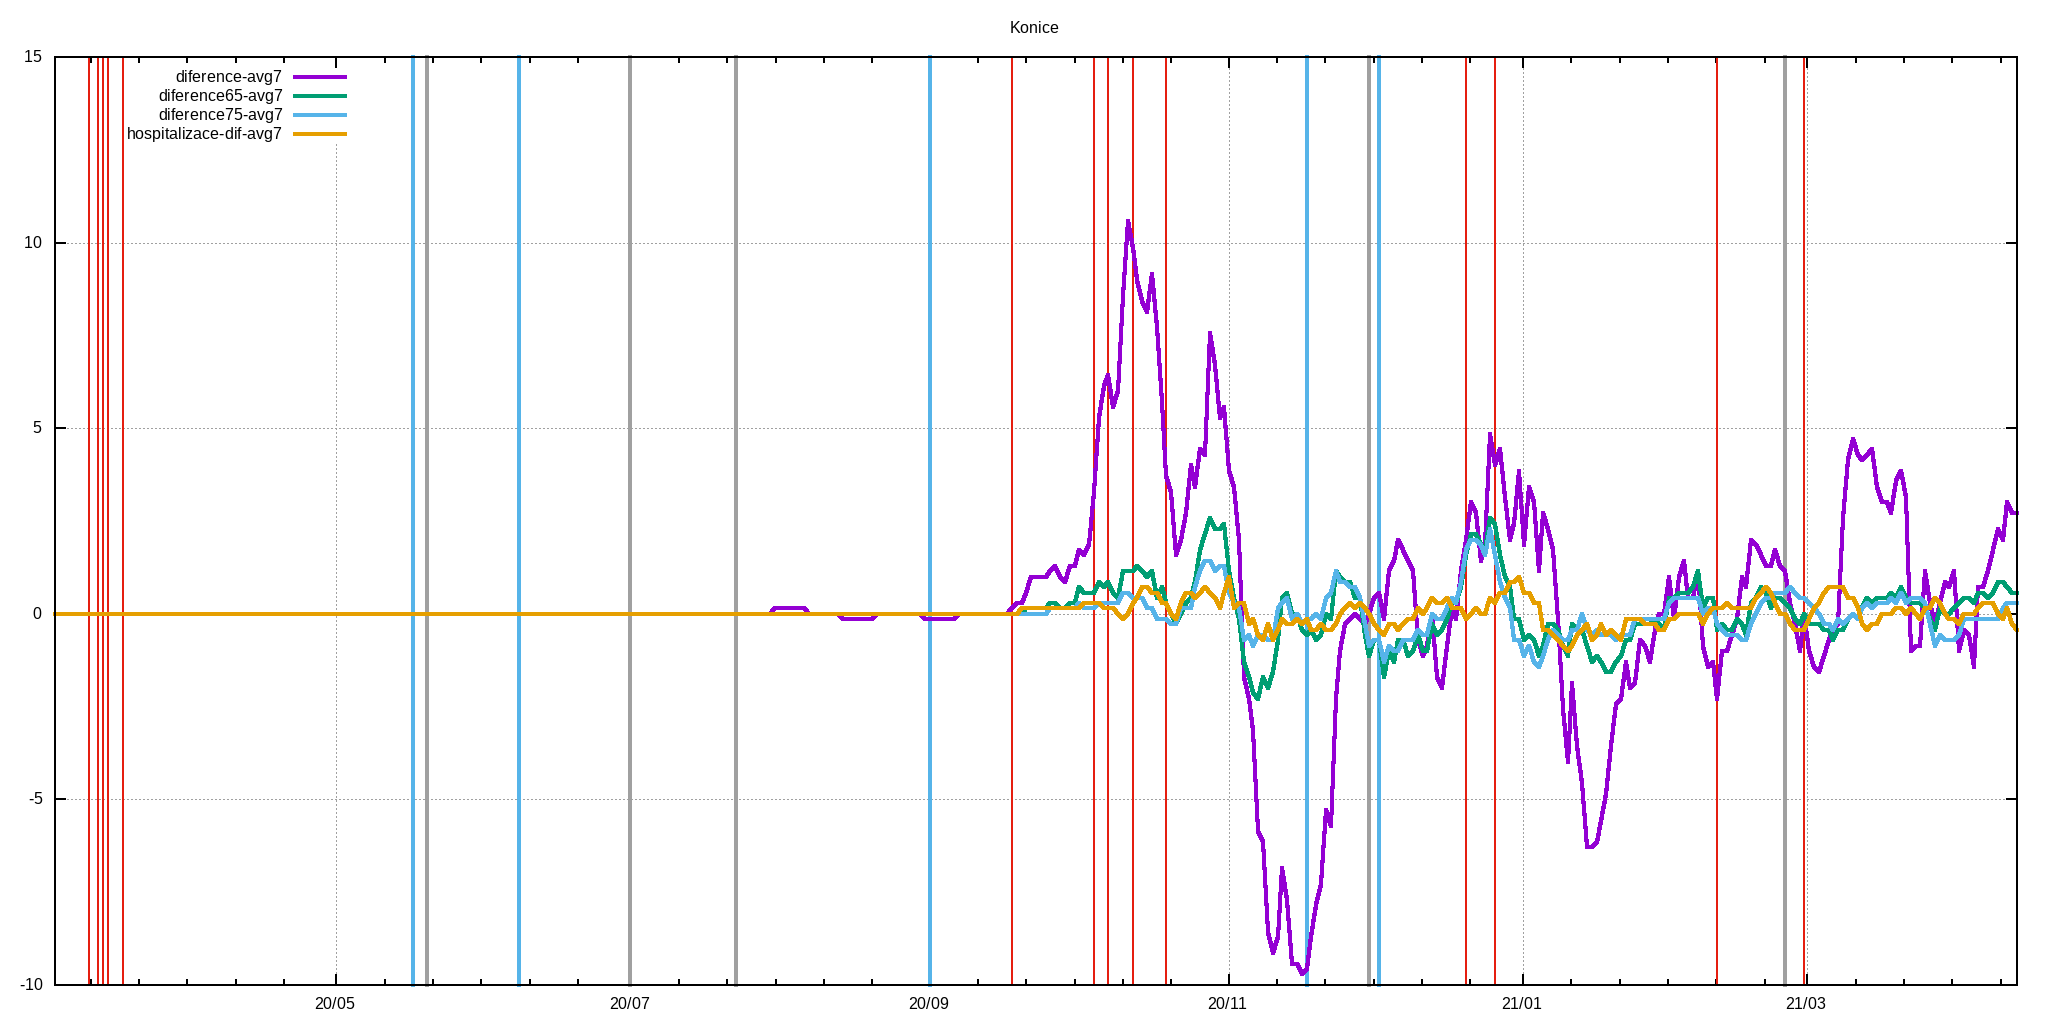 Konice
15
10
5
0
-5
-10
diference-avg7
diference65-avg7
diference75-avg7
hospitalizace-dif-avg7
20/05
20/07
20/09
20/11
21/01
21/03